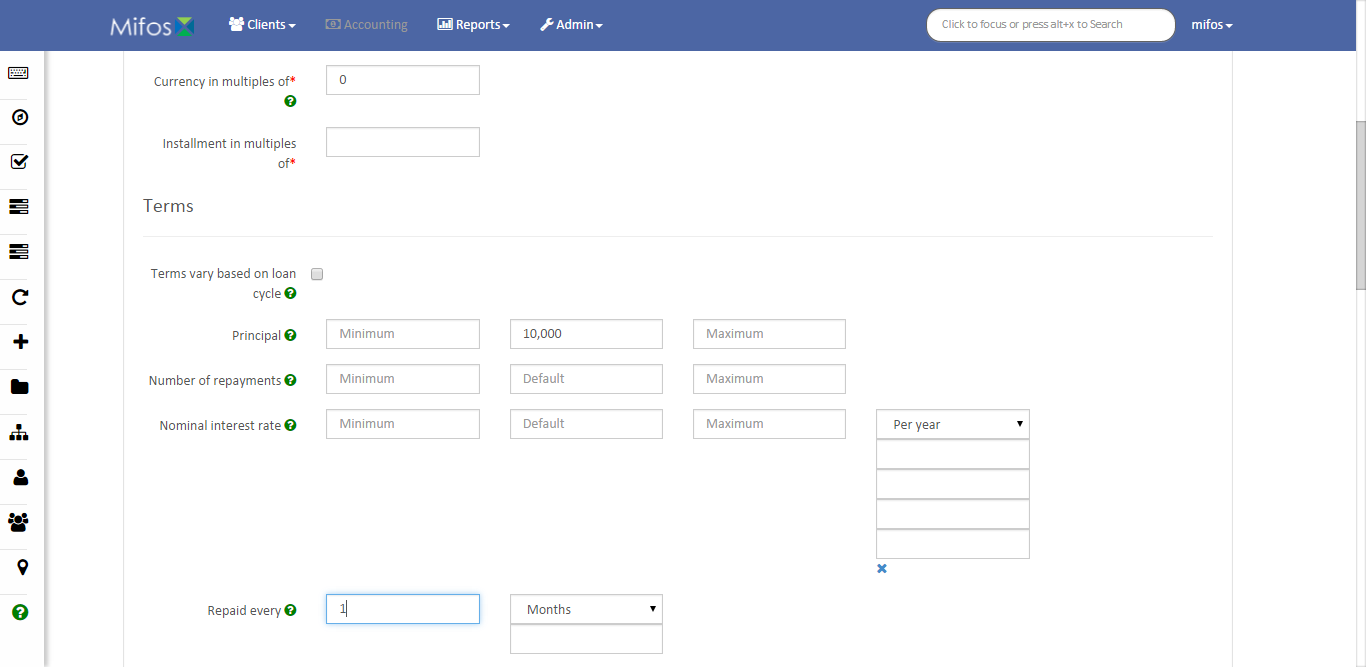 Mifos Clients Accounting Reports Admin Click to focus or press alt+x to Search mifos
Currency in multiples of* 0
Installment in multiples
of*
Terms
Terms vary based on loan
cycle
Principal Minimum 10,000 Maximum
Number of repayments Minimum Default Maximum
Nominal interest rate Minimum Default Maximum Per year
Repaid every 1 Months